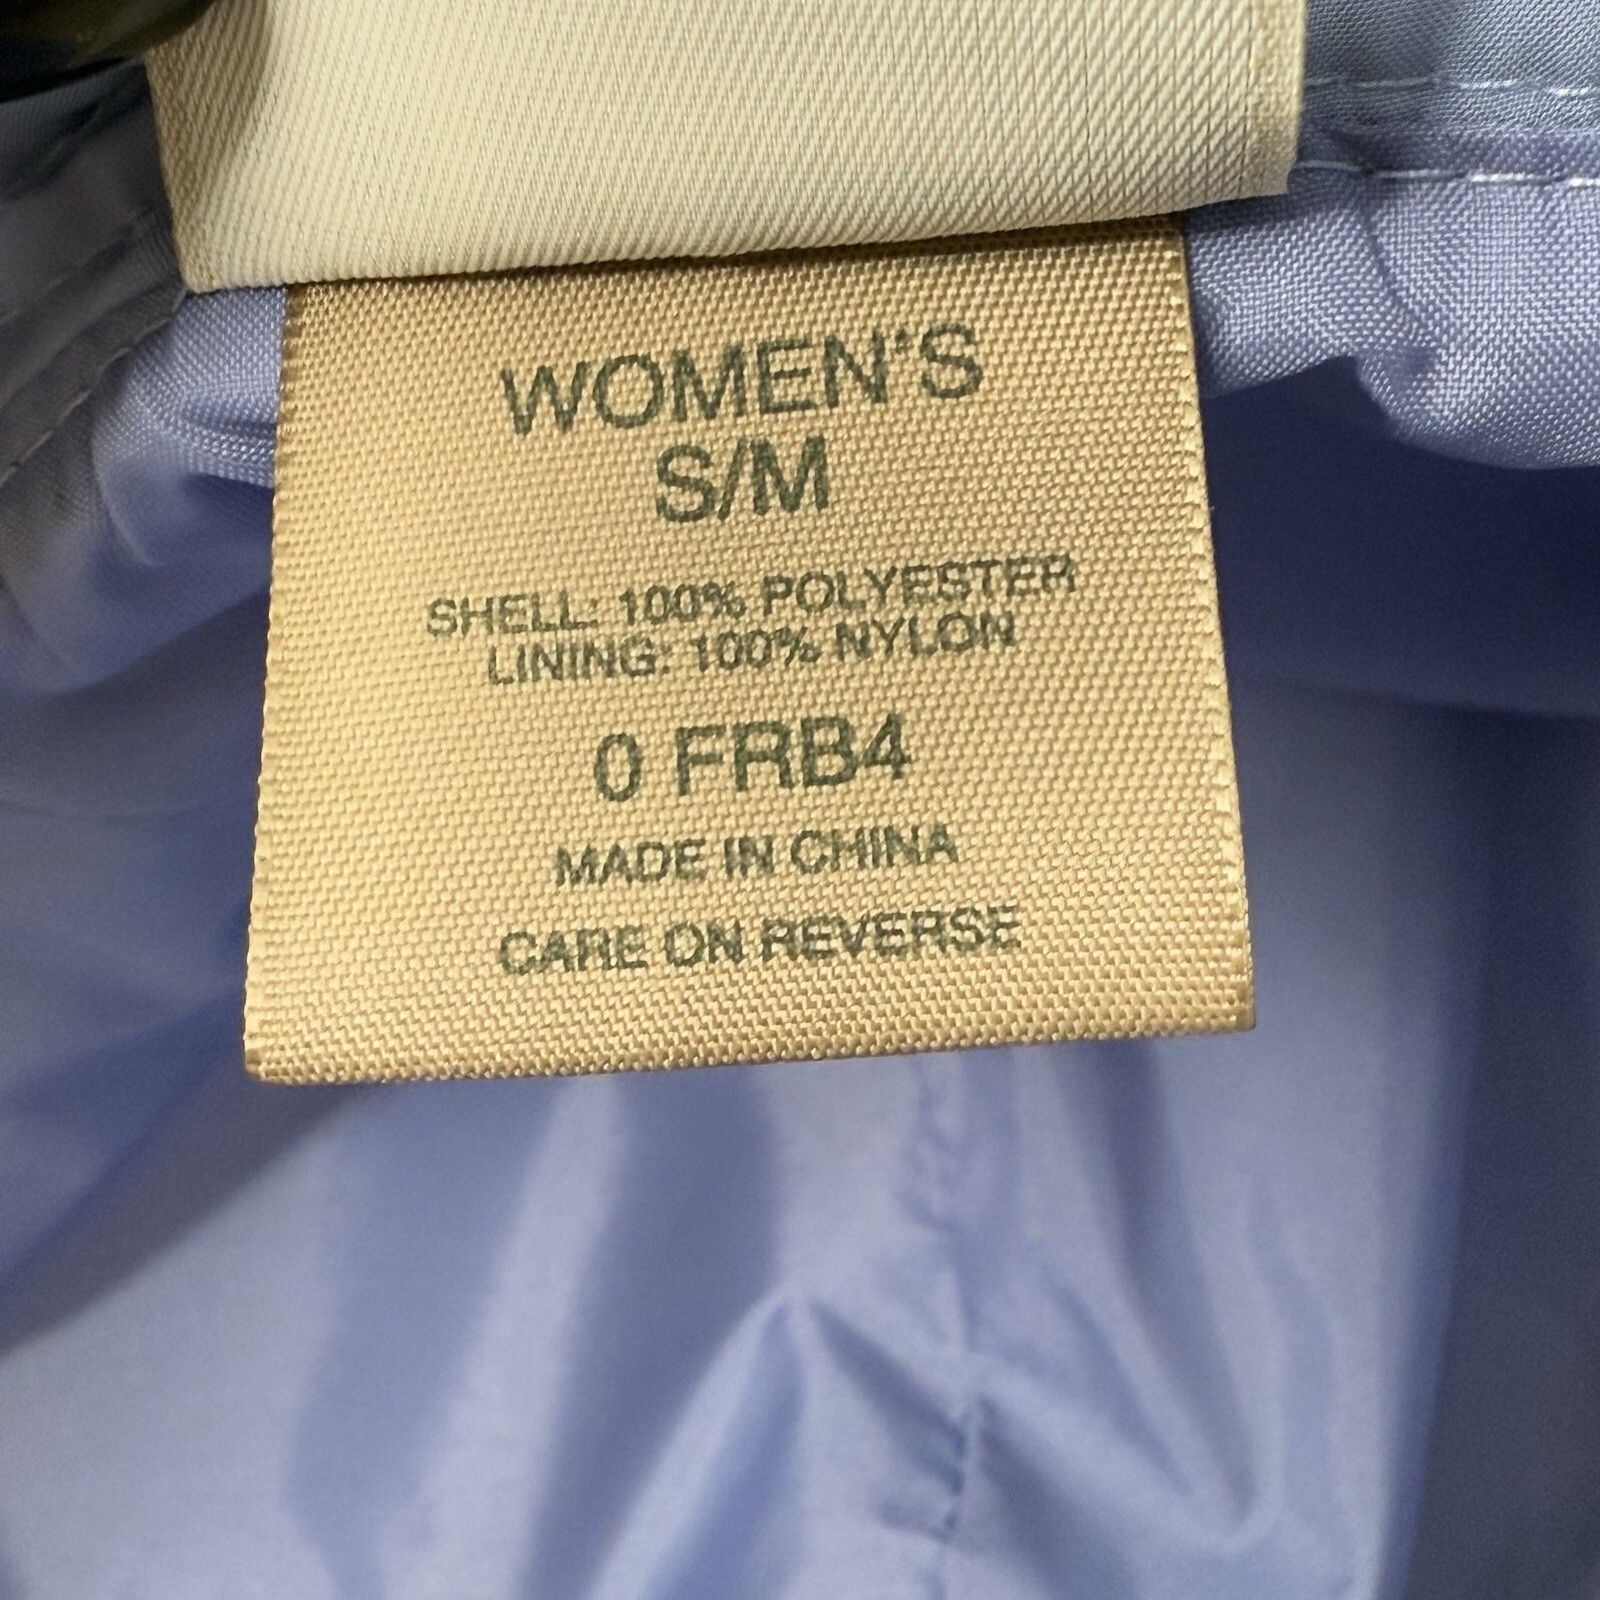 WOMEN'S
S/M
SHELL: 100% POLYESTER
LINING: 100% NYLON
0 FRB4
MADE IN CHINA
CARE ON REVERSE